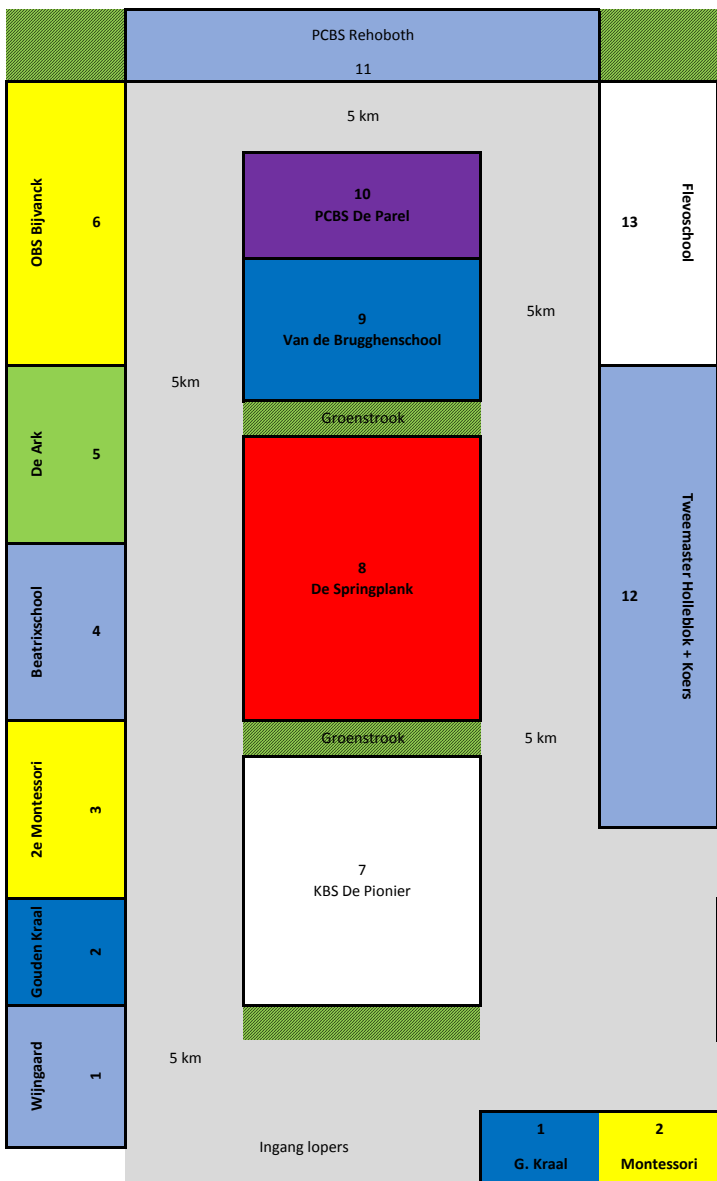 PCBS Rehoboth
11
5 km
OBS Bijvanck
6
10
PCBS De Parel
13
Flevoschool
9
Van de Brugghenschool
5km
5km
Groenstrook
De Ark
5
8
De Springplank
12
Tweemaster Holleblok + Koers
Beatrixschool
4
Groenstrook
5 km
2e Montessori
3
7
KBS De Pionier
Gouden Kraal
2
Wijngaard
1
5 km
Ingang lopers
1
G. Kraal
2
Montessori